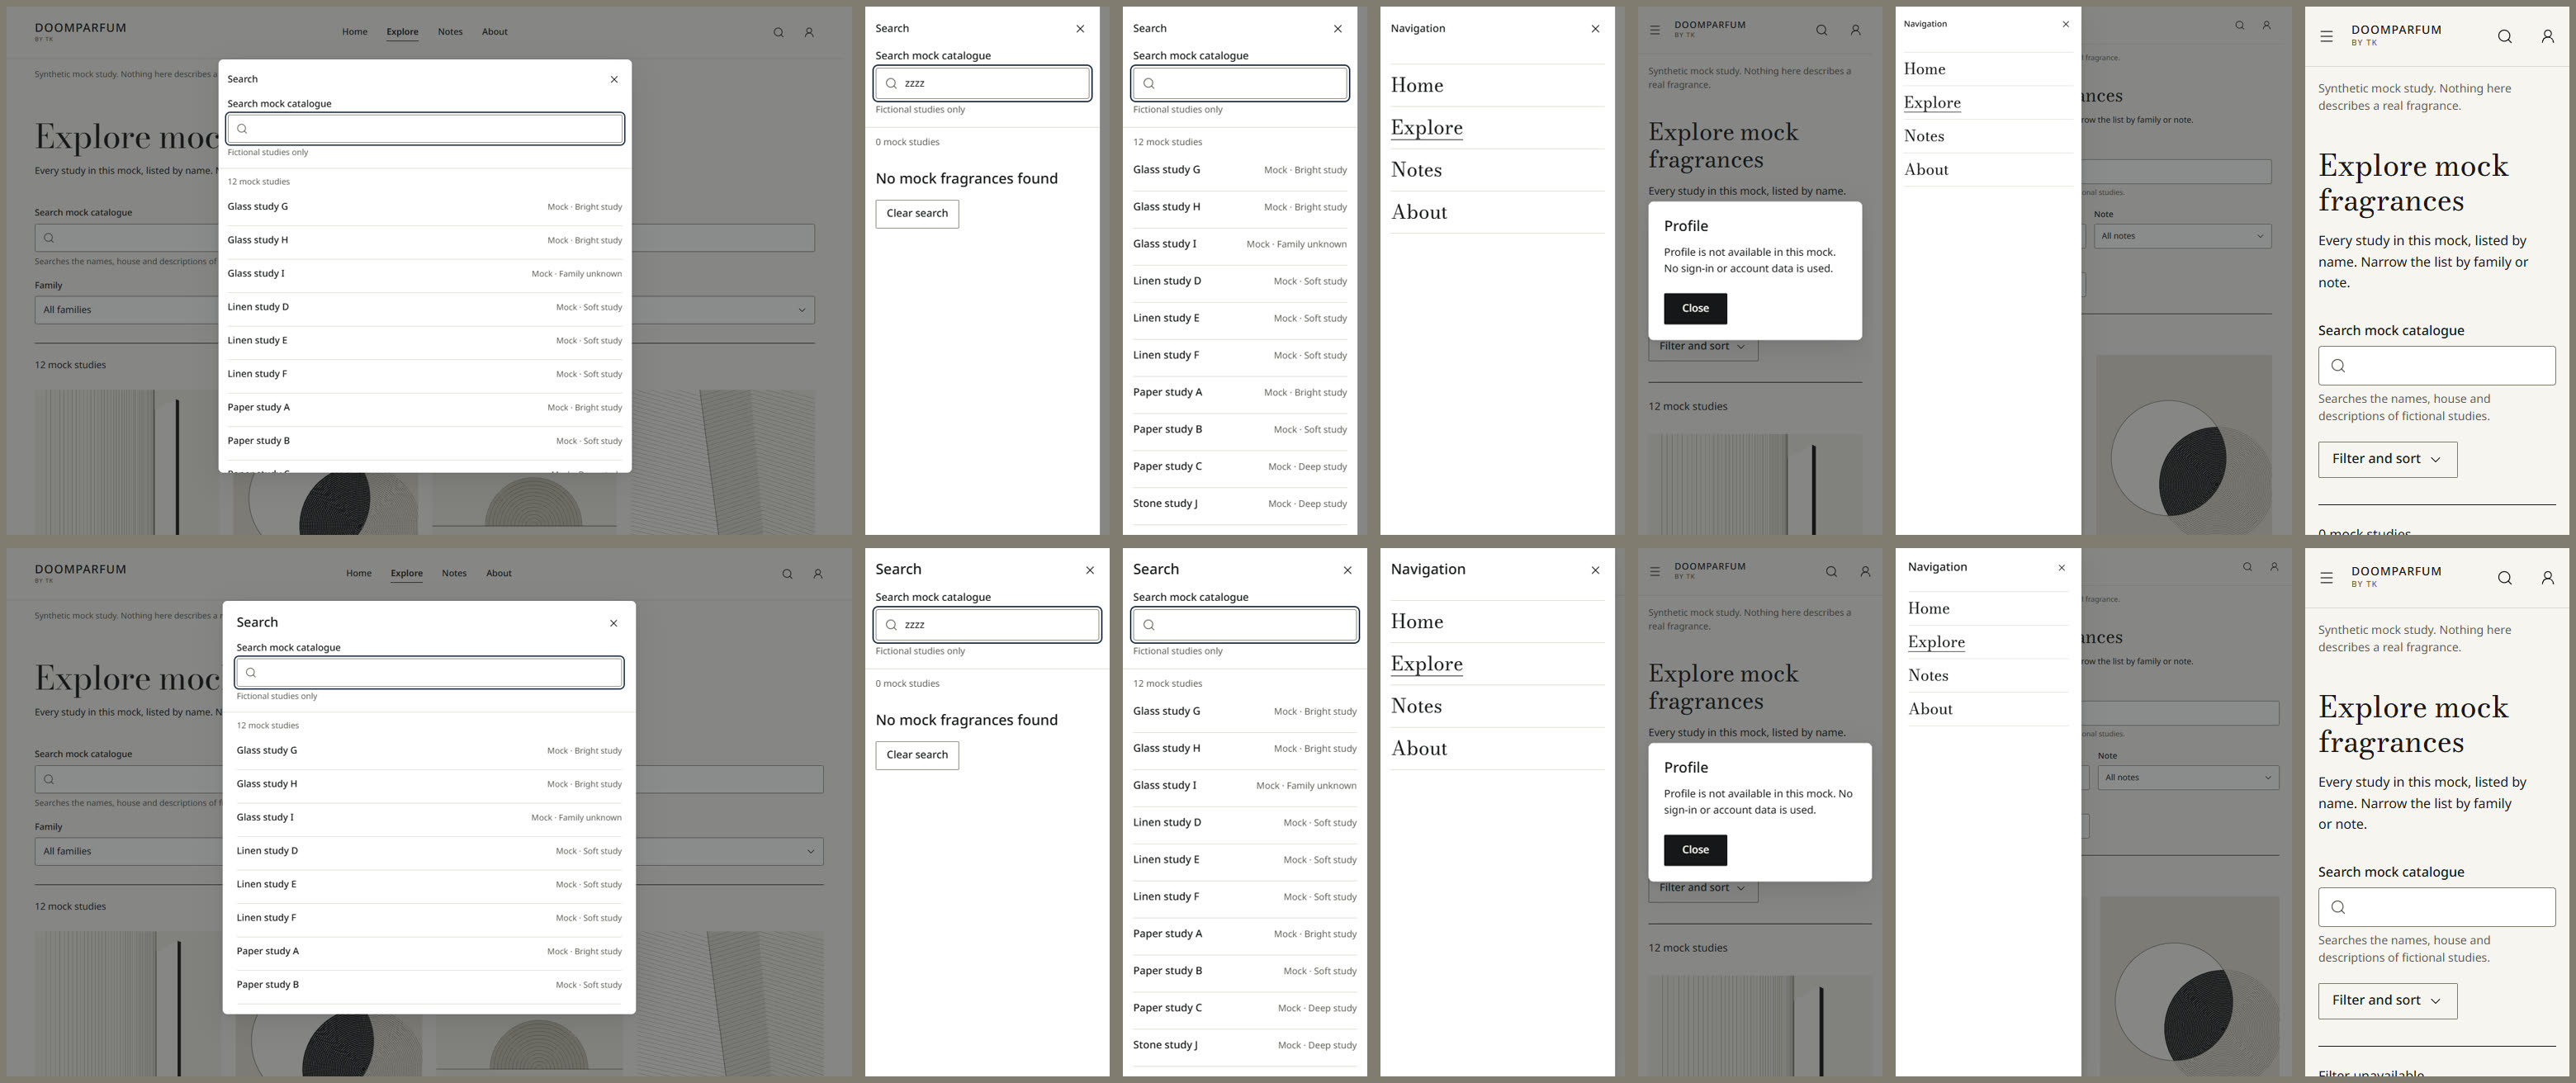 DOOMPARFUM
BY TK
Home Explore Notes About
Synthetic mock study. Nothing here describes a
Explore moc
Every study in this mock, listed by name. N
Search mock catalogue
Searches the names, house and descriptions of
Family
All families
12 mock studies
Search
Search mock catalogue
Fictional studies only
12 mock studies
Glass study G Mock · Bright study
Glass study H Mock · Bright study
Glass study I Mock · Family unknown
Linen study D Mock · Soft study
Linen study E Mock · Soft study
Linen study F Mock · Soft study
Paper study A Mock · Bright study
Paper study B Mock · Soft study
Search
Search mock catalogue
zzzz
Fictional studies only
0 mock studies
No mock fragrances found
Clear search
Search
Search mock catalogue
Fictional studies only
12 mock studies
Glass study G Mock · Bright study
Glass study H Mock · Bright study
Glass study I Mock · Family unknown
Linen study D Mock · Soft study
Linen study E Mock · Soft study
Linen study F Mock · Soft study
Paper study A Mock · Bright study
Paper study B Mock · Soft study
Paper study C Mock · Deep study
Stone study J Mock · Deep study
Navigation
Home
Explore
Notes
About
DOOMPARFUM
BY TK
Synthetic mock study. Nothing here describes a
real fragrance.
Explore mock
fragrances
Every study in this mock, listed by name.
Profile
Profile is not available in this mock.
No sign-in or account data is used.
Close
Filter and sort
12 mock studies
Navigation
Home
Explore
Notes
About
fragrance.
ances
row the list by family or note.
onal studies.
Note
All notes
DOOMPARFUM
BY TK
Synthetic mock study. Nothing here
describes a real fragrance.
Explore mock
fragrances
Every study in this mock, listed by
name. Narrow the list by family or
note.
Search mock catalogue
Searches the names, house and
descriptions of fictional studies.
Filter and sort
0 mock studies
DOOMPARFUM
BY TK
Home Explore Notes About
Synthetic mock study. Nothing here describes a r
Explore moc
Every study in this mock, listed by name. N
Search mock catalogue
Searches the names, house and descriptions of f
Family
All families
12 mock studies
Search
Search mock catalogue
Fictional studies only
12 mock studies
Glass study G Mock · Bright study
Glass study H Mock · Bright study
Glass study I Mock · Family unknown
Linen study D Mock · Soft study
Linen study E Mock · Soft study
Linen study F Mock · Soft study
Paper study A Mock · Bright study
Paper study B Mock · Soft study
Search
Search mock catalogue
zzzz
Fictional studies only
0 mock studies
No mock fragrances found
Clear search
Search
Search mock catalogue
Fictional studies only
12 mock studies
Glass study G Mock · Bright study
Glass study H Mock · Bright study
Glass study I Mock · Family unknown
Linen study D Mock · Soft study
Linen study E Mock · Soft study
Linen study F Mock · Soft study
Paper study A Mock · Bright study
Paper study B Mock · Soft study
Paper study C Mock · Deep study
Stone study J Mock · Deep study
Navigation
Home
Explore
Notes
About
DOOMPARFUM
BY TK
Synthetic mock study. Nothing here describes a
real fragrance.
Explore mock
fragrances
Every study in this mock, listed by name.
Profile
Profile is not available in this mock. No
sign-in or account data is used.
Close
Filter and sort
12 mock studies
Navigation
Home
Explore
Notes
About
fragrance.
ances
row the list by family or note.
onal studies.
Note
All notes
DOOMPARFUM
BY TK
Synthetic mock study. Nothing here
describes a real fragrance.
Explore mock
fragrances
Every study in this mock, listed by
name. Narrow the list by family
or note.
Search mock catalogue
Searches the names, house and
descriptions of fictional studies.
Filter and sort
Filter unavailable